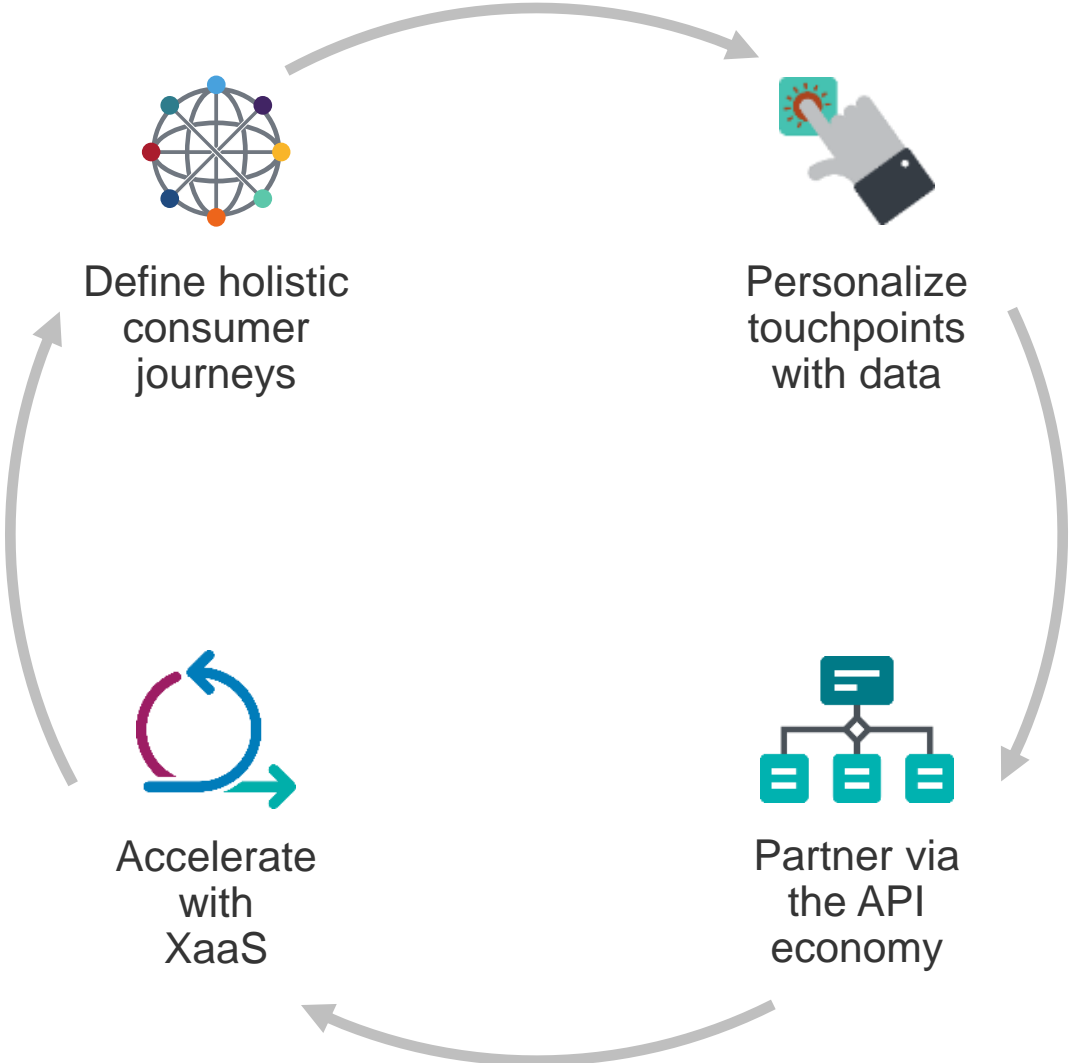 Define holistic
consumer
journeys
Personalize
touchpoints
with data
Accelerate
with
XaaS
Partner via
the API
economy